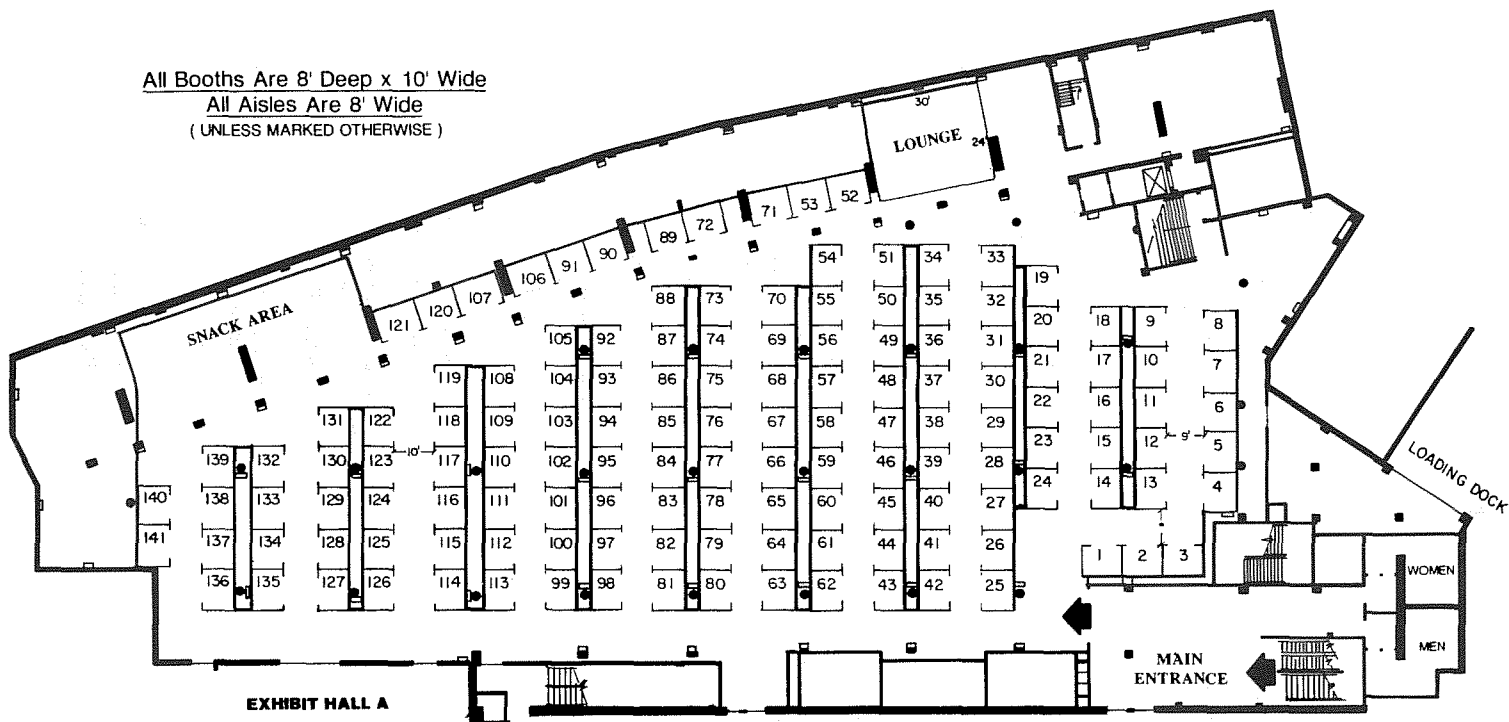 All Booths Are 8' Deep x 10' Wide
All Aisles Are 8' Wide
( UNLESS MARKED OTHERWISE )
30'
LOUNGE
24'
SNACK AREA
121 120 107 106 91 90 89 72 71 53 52
54 51 34 33
19
88 73 70 55 50 35 32
20 18 9 8
105 92 87 74 69 56 49 36 31
21 17 10 7
119 108 104 93 86 75 68 57 48 37 30
22 16 11 6
131 122 118 109 103 94 85 76 67 58 47 38 29
10'
23 15 12 9' 5
139 132 130 123 117 110 102 95 84 77 66 59 46 39 28
24 14 13 4
140 138 133 129 124 116 111 101 96 83 78 65 60 45 40 27
141 137 134 128 125 115 112 100 97 82 79 64 61 44 41 26
1 2 3
136 135 127 126 114 113 99 98 81 80 63 62 43 42 25
LOADING DOCK
WOMEN
MEN
MAIN
ENTRANCE
EXHIBIT HALL A